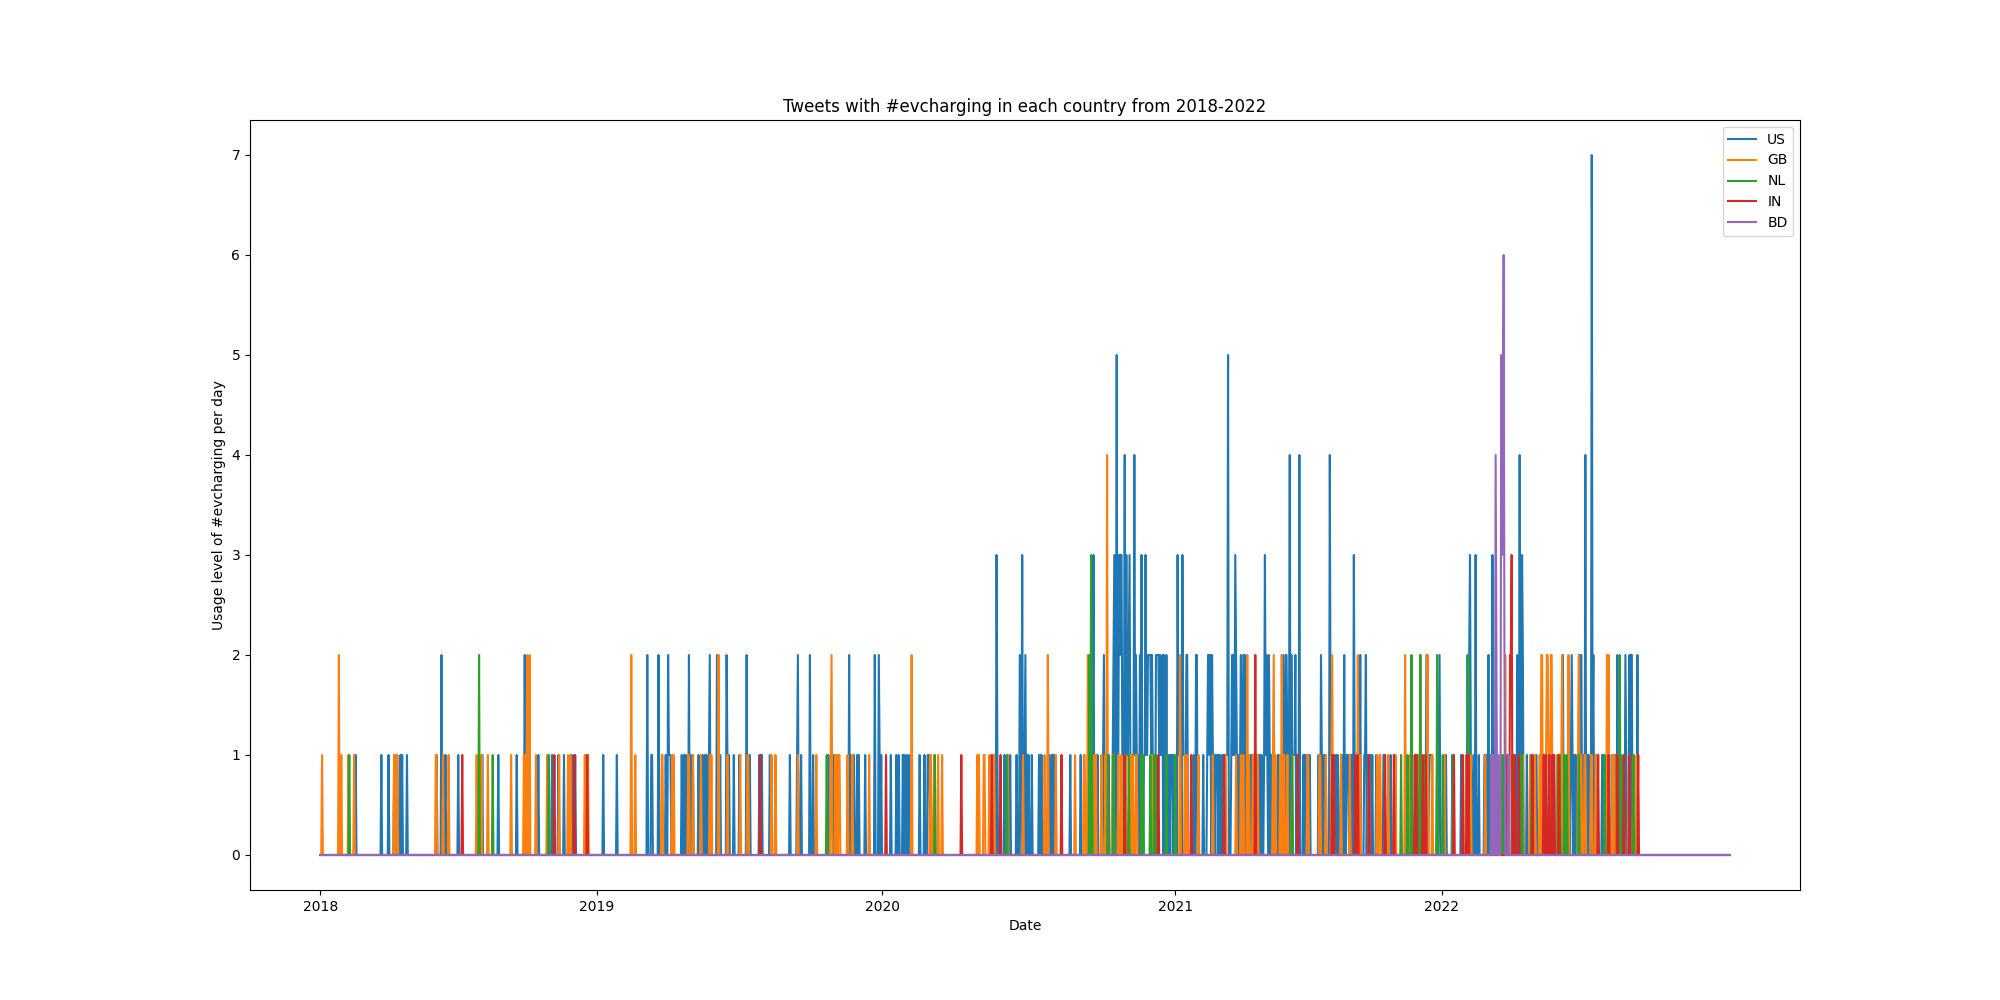 Tweets with #evcharging in each country from 2018-2022
US
GB
NL
IN
BD
Usage level of #evcharging per day
7
6
5
4
3
2
1
0
2018
2019
2020
2021
2022
Date